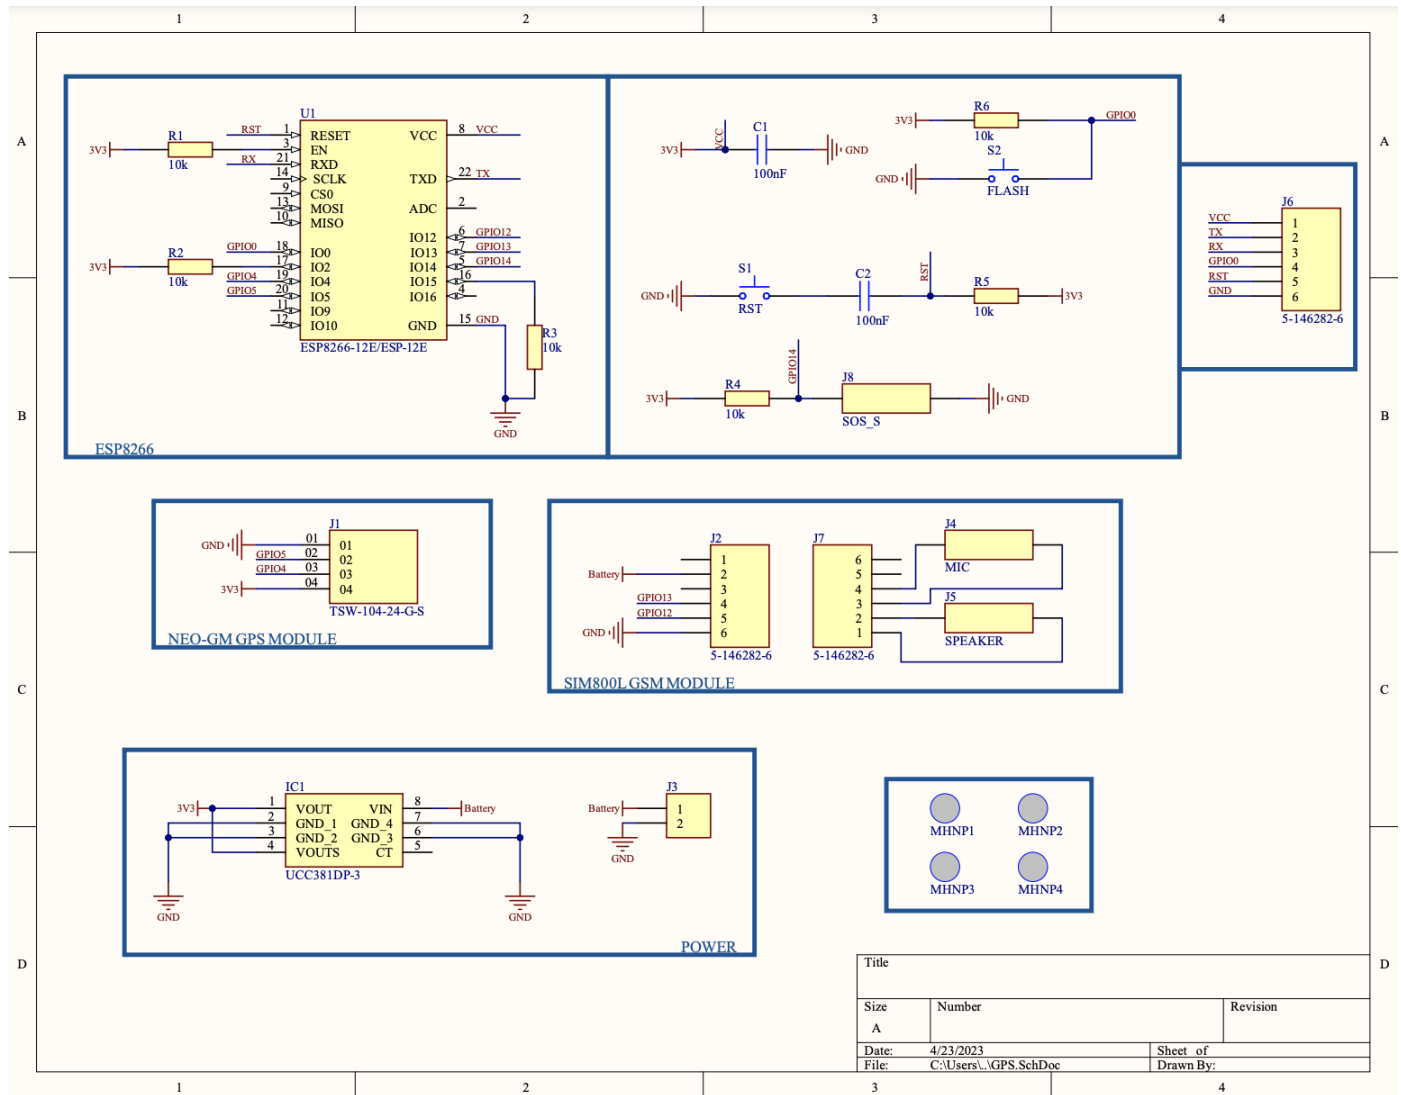 1 2 3 4
A
B
C
D
A
B
C
D
1 2 3 4
U1
3V3 R1 10k
RST 1 RESET VCC 8 VCC
3 EN
RX 21 RXD
14 SCLK TXD 22 TX
9 CS0
13 MOSI ADC 2
10 MISO
IO12 6 GPIO12
GPIO0 18 IO0 IO13 7 GPIO13
3V3 R2 10k 17 IO2 IO14 5 GPIO14
GPIO4 19 IO4 IO15 16
GPIO5 20 IO5 IO16 4
11 IO9
12 IO10 GND 15 GND
ESP8266-12E/ESP-12E
R3
10k
GND
ESP8266
VCC
3V3 C1 GND
100nF
R6
3V3 GPIO0
10k
S2
GND
FLASH
S1 C2 RST R5
GND 3V3
RST 100nF 10k
GPIO14
R4 J8
3V3 GND
10k SOS_S
J6
VCC 1
TX 2
RX 3
GPIO0 4
RST 5
GND 6
5-146282-6
J1
GND 01 01
GPIO5 02 02
GPIO4 03 03
3V3 04 04
TSW-104-24-G-S
NEO-GM GPS MODULE
J2
1
Battery 2
3
GPIO13 4
GPIO12 5
GND 6
5-146282-6
J7
6
5
4
3
2
1
5-146282-6
J4
MIC
J5
SPEAKER
SIM800L GSM MODULE
IC1
3V3 1 VOUT VIN 8 Battery
2 GND_1 GND_4 7
3 GND_2 GND_3 6
4 VOUTS CT 5
UCC381DP-3
GND GND
J3
Battery 1
2
GND
POWER
MHNP1 MHNP2
MHNP3 MHNP4
Title
Size Number Revision
A
Date: 4/23/2023 Sheet of
File: C:\Users\..\GPS.SchDoc Drawn By: